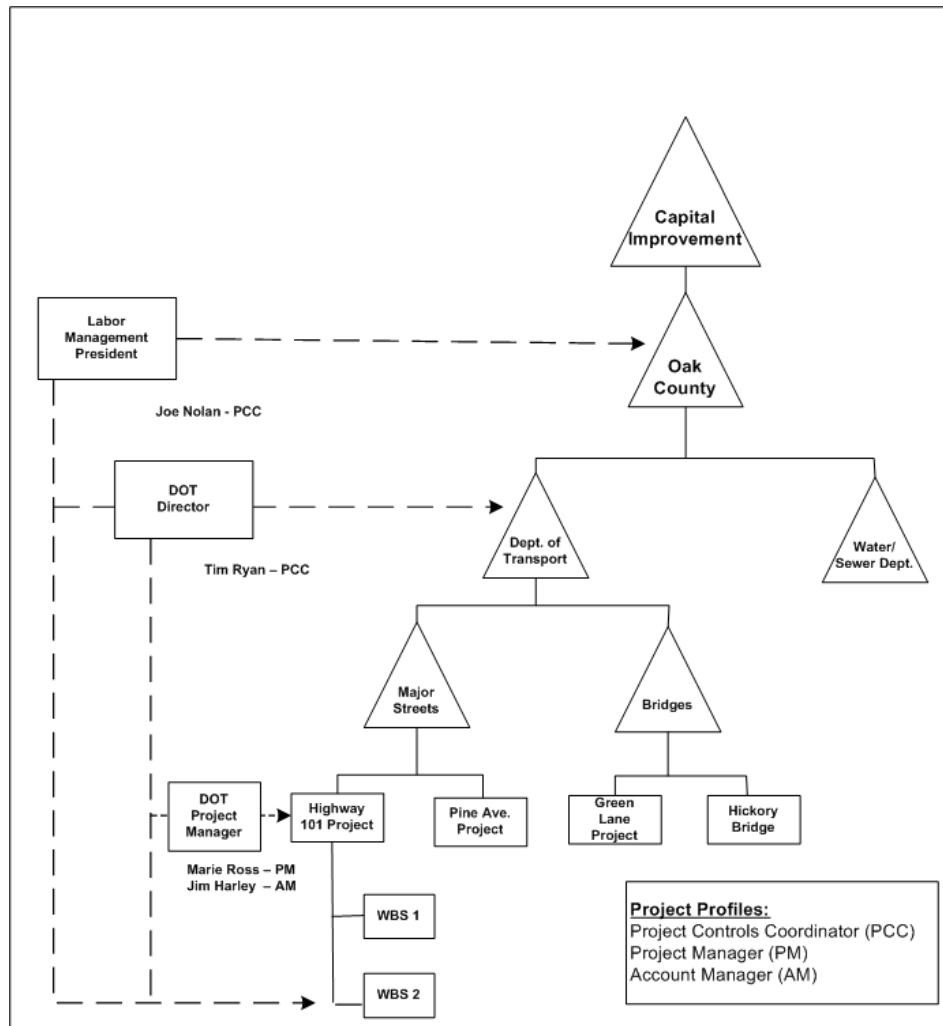 Capital
Improvement
Labor
Management
President
Oak
County
Joe Nolan - PCC
DOT
Director
Dept. of
Transport
Water/
Sewer Dept.
Tim Ryan – PCC
Major
Streets
Bridges
DOT
Project
Manager
Highway
101 Project
Pine Ave.
Project
Green
Lane
Project
Hickory
Bridge
Marie Ross – PM
Jim Harley – AM
WBS 1
WBS 2
Project Profiles:
Project Controls Coordinator (PCC)
Project Manager (PM)
Account Manager (AM)